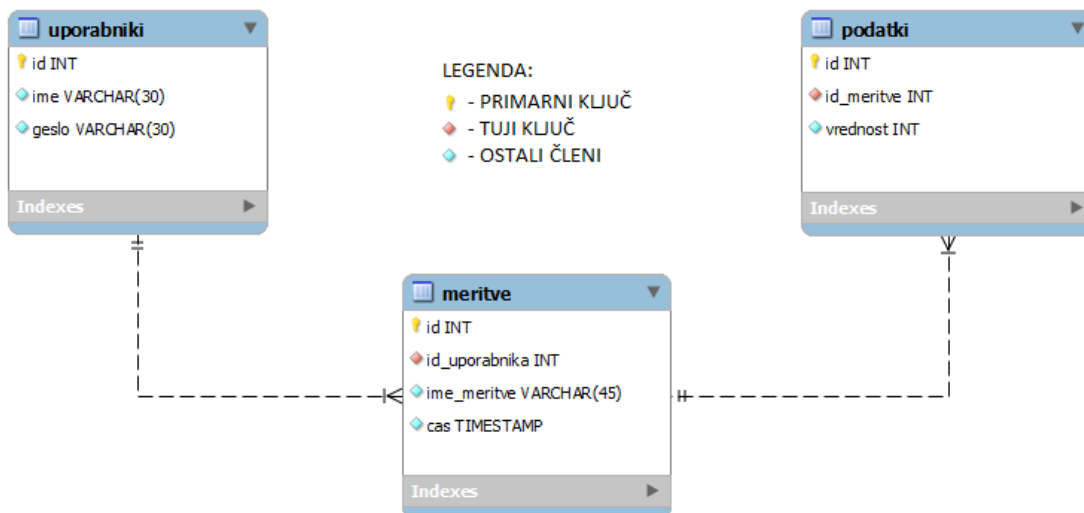 uporabniki
id INT
ime VARCHAR(30)
geslo VARCHAR(30)
Indexes
LEGENDA:
- PRIMARNI KLJUČ
- TUJI KLJUČ
- OSTALI ČLENI
podatki
id INT
id_meritve INT
vrednost INT
Indexes
meritve
id INT
id_uporabnika INT
ime_meritve VARCHAR(45)
cas TIMESTAMP
Indexes